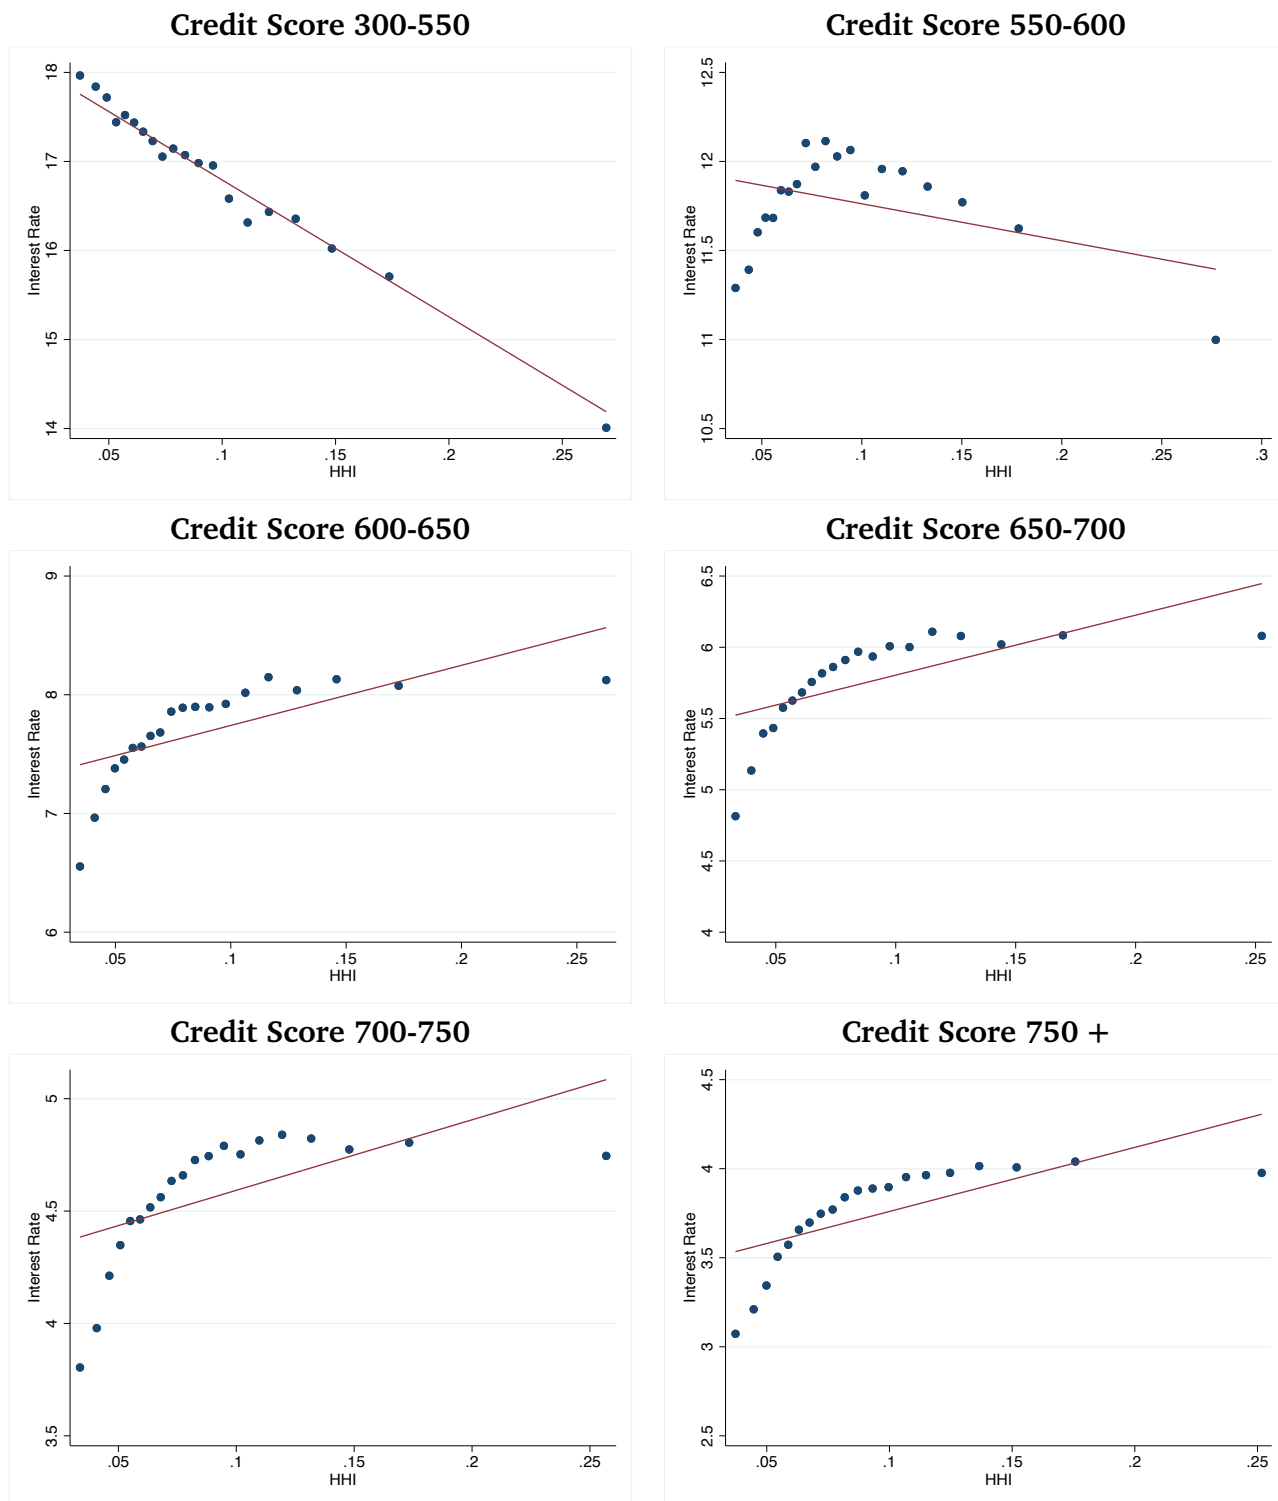 Credit Score 300-550
Interest Rate
18
17
16
15
14
.05 .1 .15 .2 .25
HHI
Credit Score 550-600
Interest Rate
12.5
12
11.5
11
10.5
.05 .1 .15 .2 .25 .3
HHI
Credit Score 600-650
Interest Rate
9
8
7
6
.05 .1 .15 .2 .25
HHI
Credit Score 650-700
Interest Rate
6.5
6
5.5
5
4.5
4
.05 .1 .15 .2 .25
HHI
Credit Score 700-750
Interest Rate
5
4.5
4
3.5
.05 .1 .15 .2 .25
HHI
Credit Score 750 +
Interest Rate
4.5
4
3.5
3
2.5
.05 .1 .15 .2 .25
HHI